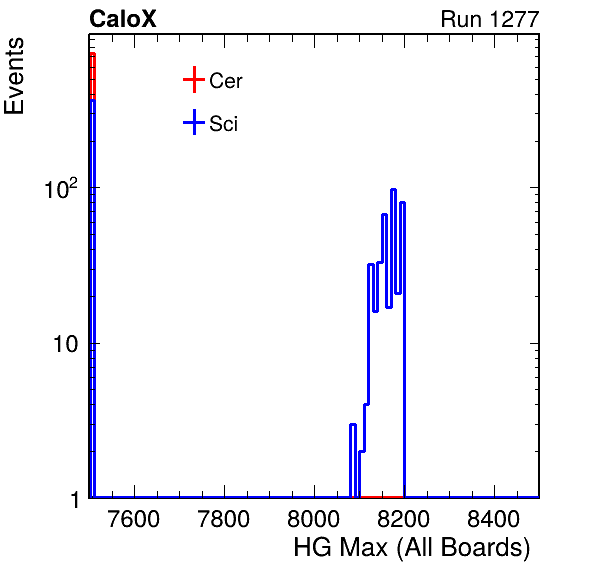 CaloX Run 1277
Events
Cer
Sci
10²
10
1
7600 7800 8000 8200 8400
HG Max (All Boards)